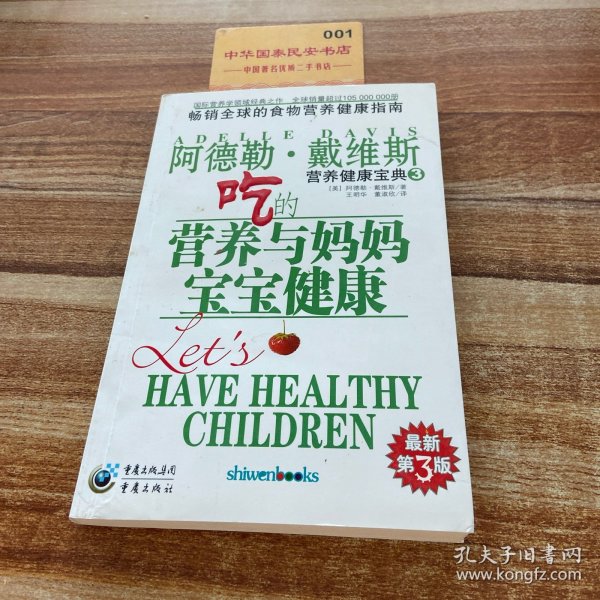 001
中华国泰民安书店
——中国著名优质二手书店——
国际营养学领域经典之作 全球销量超过105 000 000册
畅销全球的食物营养健康指南
ADELLE DAVIS
阿德勒·戴维斯
营养健康宝典3
[美] 阿德勒·戴维斯/著
王明华 董淑欣/译
吃的
营养与妈妈
宝宝健康
Let's
HAVE HEALTHY
CHILDREN
最新
第3版
重庆出版集团
重庆出版社
shiwenbooks
孔夫子旧书网
www.kongfz.com